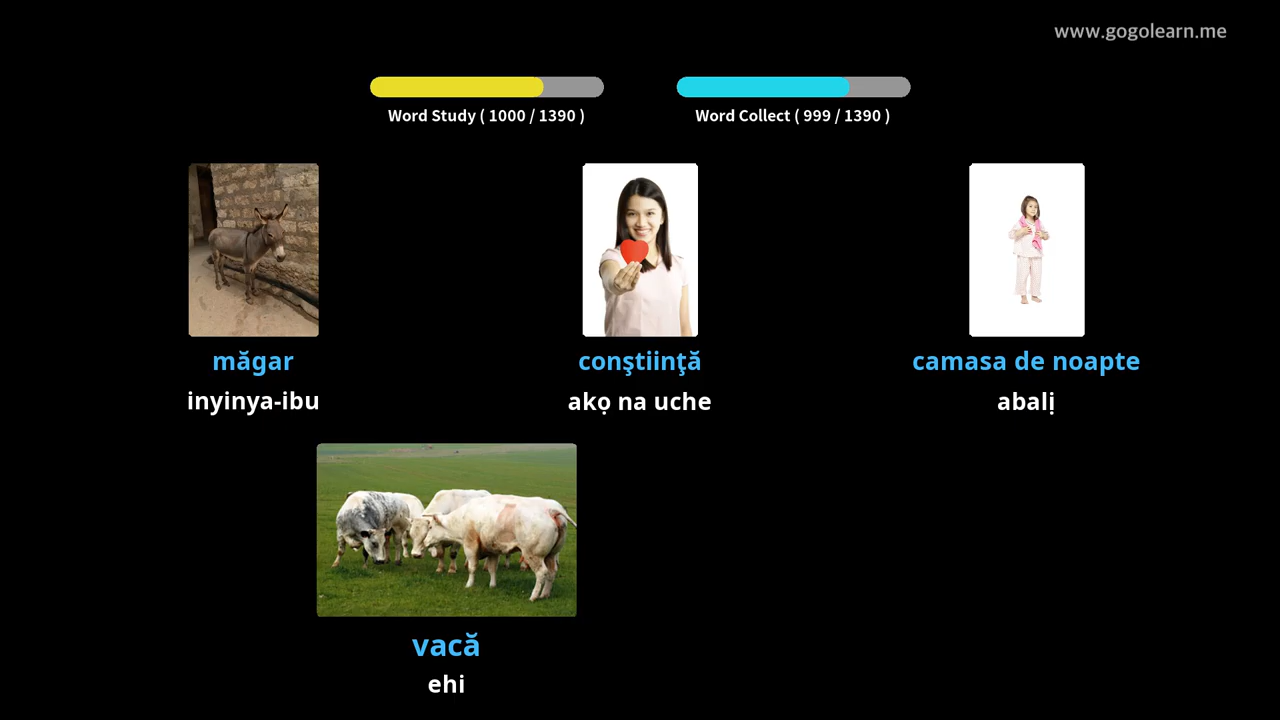 www.gogolearn.me
Word Study ( 1000 / 1390 )
Word Collect ( 999 / 1390 )
măgar
inyinya-ibu
conştiinţă
akọ na uche
camasa de noapte
abalị
vacă
ehi